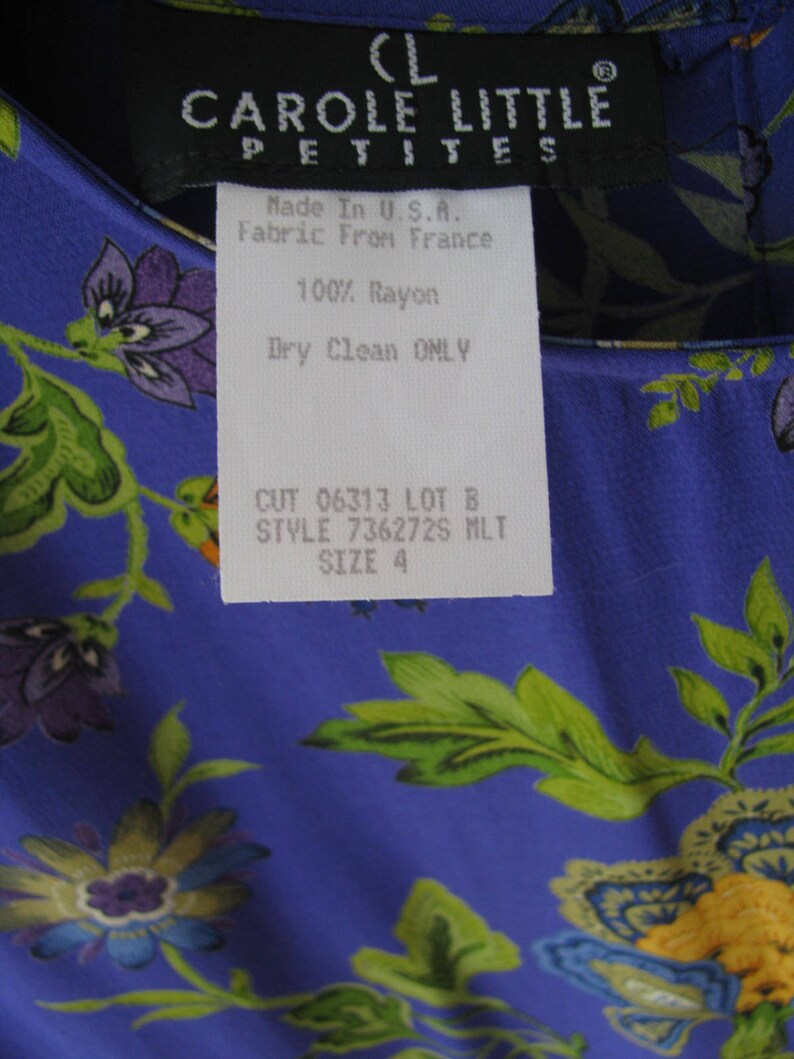 CL
CAROLE LITTLE ®
PETITES
Made In U.S.A.
Fabric From France
100% Rayon
Dry Clean ONLY
CUT 06313 LOT B
STYLE 736272S MLT
SIZE 4